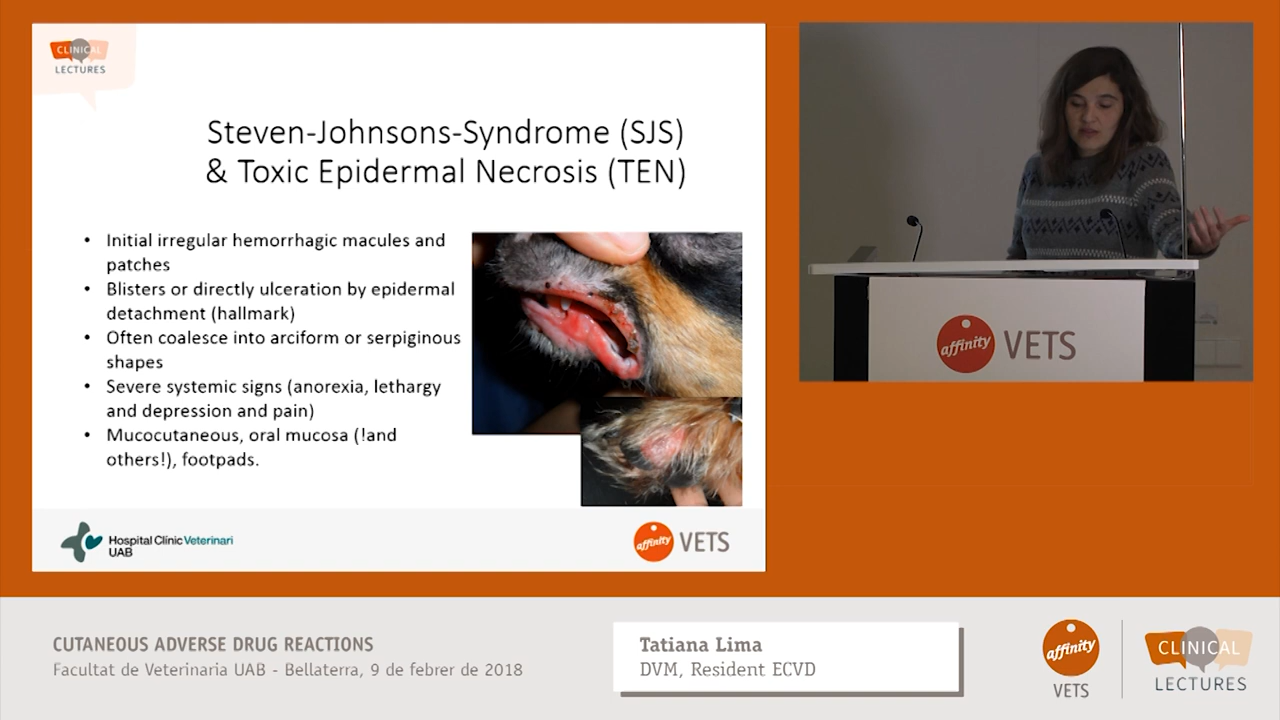 CLINICAL
LECTURES
Steven-Johnsons-Syndrome (SJS)
& Toxic Epidermal Necrosis (TEN)
• Initial irregular hemorrhagic macules and
patches
• Blisters or directly ulceration by epidermal
detachment (hallmark)
• Often coalesce into arciform or serpiginous
shapes
• Severe systemic signs (anorexia, lethargy
and depression and pain)
• Mucocutaneous, oral mucosa (!and
others!), footpads.
Hospital Clínic Veterinari
UAB
affinity VETS
affinity VETS
CUTANEOUS ADVERSE DRUG REACTIONS
Facultat de Veterinaria UAB - Bellaterra, 9 de febrer de 2018
Tatiana Lima
DVM, Resident ECVD
affinity
VETS
CLINICAL
LECTURES